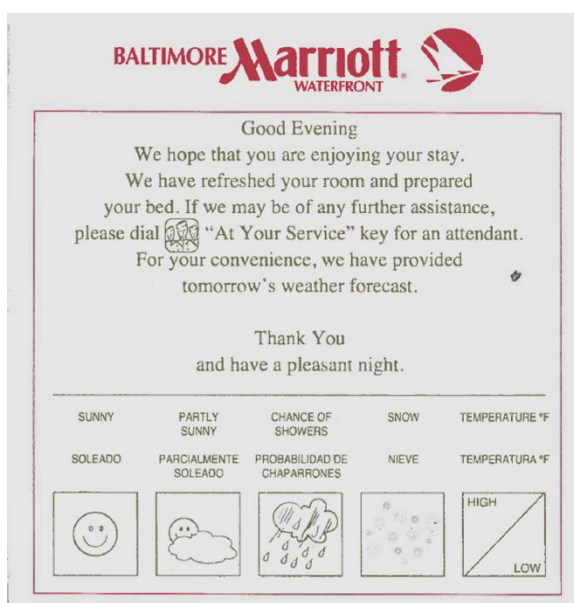 BALTIMORE Marriott.
WATERFRONT
Good Evening
We hope that you are enjoying your stay.
We have refreshed your room and prepared
your bed. If we may be of any further assistance,
please dial "At Your Service" key for an attendant.
For your convenience, we have provided
tomorrow's weather forecast.
Thank You
and have a pleasant night.
SUNNY
PARTLY
SUNNY
CHANCE OF
SHOWERS
SNOW
TEMPERATURE °F
SOLEADO
PARCIALMENTE
SOLEADO
PROBABILIDAD DE
CHAPARRONES
NIEVE
TEMPERATURA °F
HIGH
LOW